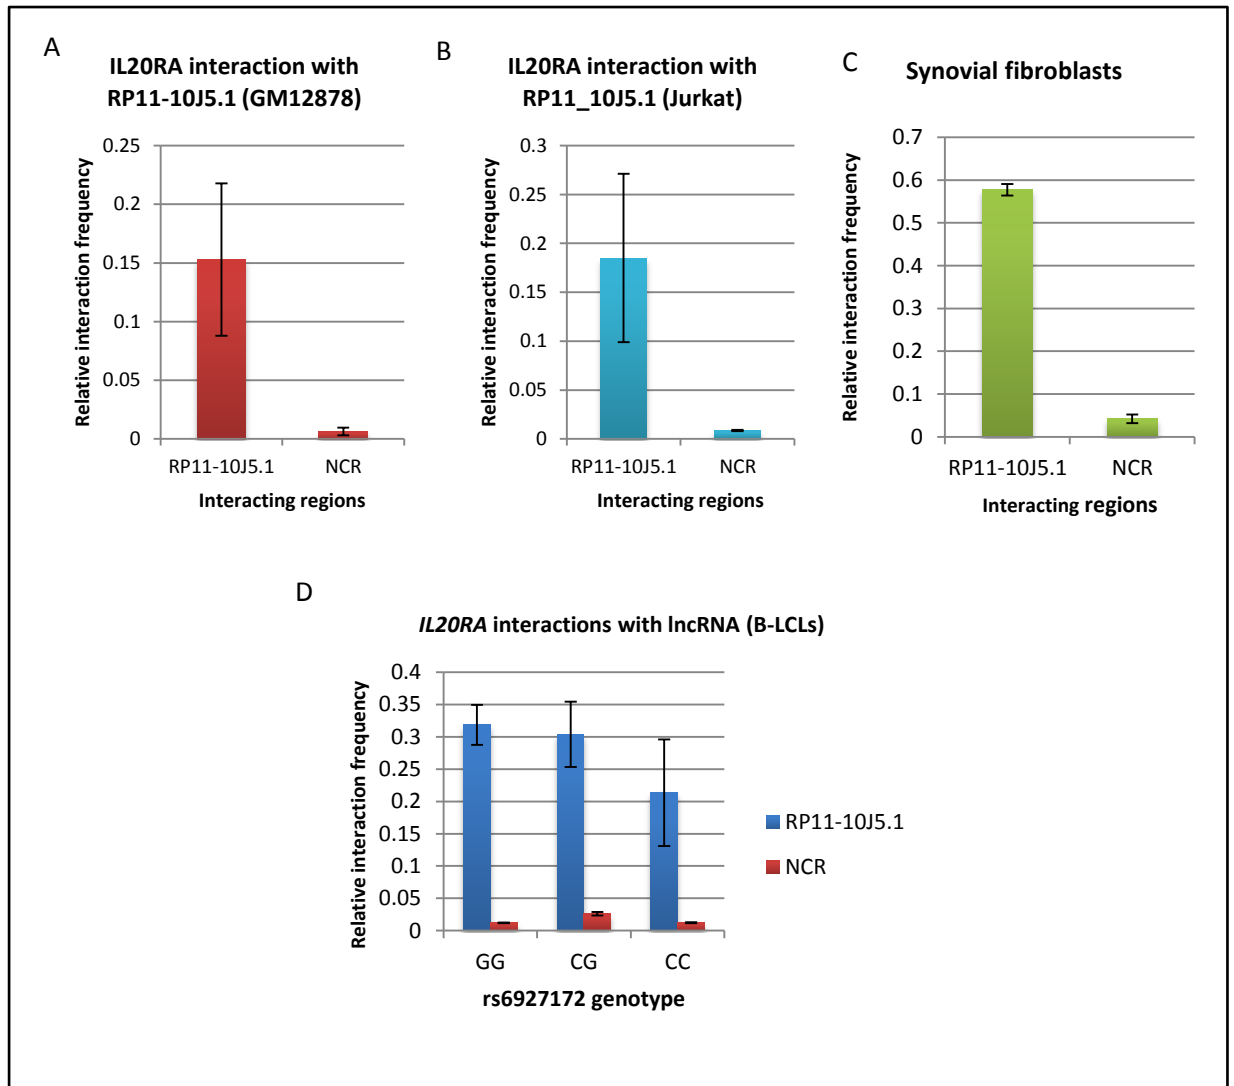 A
IL20RA interaction with
RP11-10J5.1 (GM12878)
Relative interaction frequency
0.25
0.2
0.15
0.1
0.05
0
RP11-10J5.1 NCR
Interacting regions
B
IL20RA interaction with
RP11_10J5.1 (Jurkat)
Relative interaction frequency
0.3
0.25
0.2
0.15
0.1
0.05
0
RP11-10J5.1 NCR
Interacting regions
C
Synovial fibroblasts
Relative interaction frequency
0.7
0.6
0.5
0.4
0.3
0.2
0.1
0
RP11-10J5.1 NCR
Interacting regions
D
IL20RA interactions with lncRNA (B-LCLs)
Relative interaction frequency
0.4
0.35
0.3
0.25
0.2
0.15
0.1
0.05
0
GG CG CC
rs6927172 genotype
RP11-10J5.1
NCR